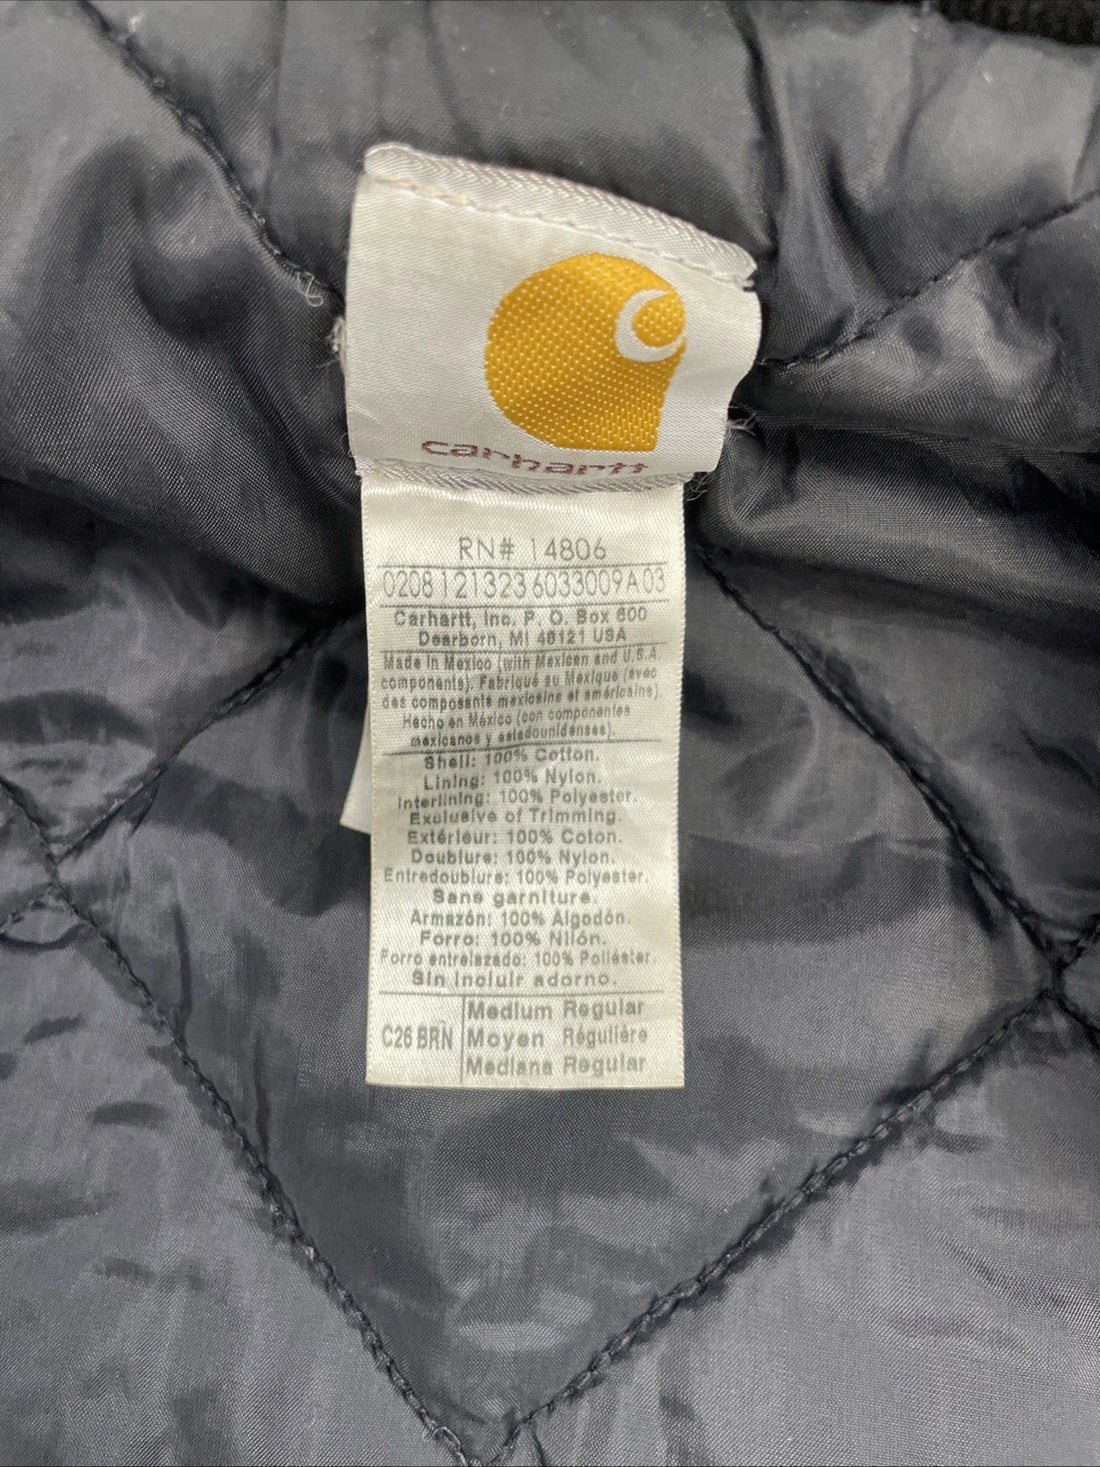 carhartt
RN# 14806
02081213236033009A03
Carhartt, Inc. P. O. Box 600
Dearborn, MI 48121 USA
Made in Mexico (with Mexican and U.S.A.
components). Fabriqué au Mexique (avec
des composants mexicains et américains).
Hecho en México (con componentes
mexicanos y estadounidenses).
Shell: 100% Cotton.
Lining: 100% Nylon.
Interlining: 100% Polyester.
Exclusive of Trimming.
Extérieur: 100% Coton.
Doublure: 100% Nylon.
Entredoublure: 100% Polyester.
Sans garniture.
Armazón: 100% Algodón.
Forro: 100% Nilón.
Forro entrelazado: 100% Poliéster.
Sin incluir adorno.
C26 BRN
Medium Regular
Moyen Régulière
Mediana Regular